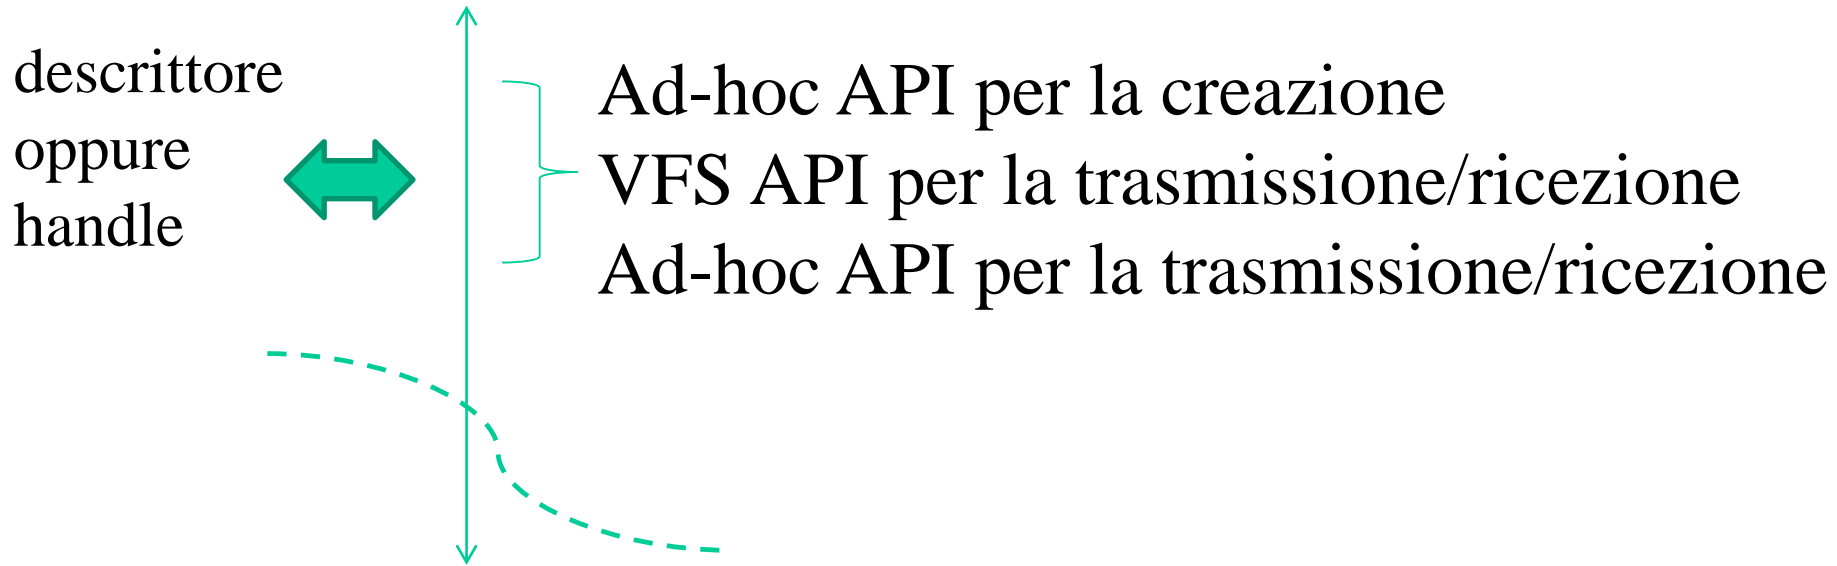 descrittore
oppure
handle
Ad-hoc API per la creazione
VFS API per la trasmissione/ricezione
Ad-hoc API per la trasmissione/ricezione